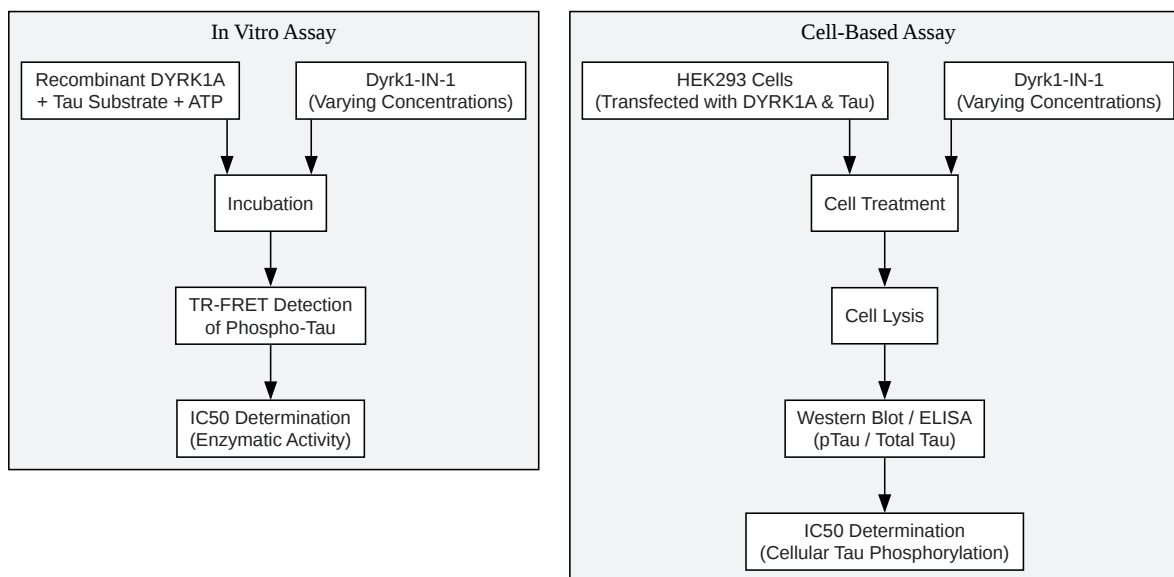 In Vitro Assay
Recombinant DYRK1A
+ Tau Substrate + ATP
Dyrk1-IN-1
(Varying Concentrations)
Incubation
TR-FRET Detection
of Phospho-Tau
IC50 Determination
(Enzymatic Activity)
Cell-Based Assay
HEK293 Cells
(Transfected with DYRK1A & Tau)
Dyrk1-IN-1
(Varying Concentrations)
Cell Treatment
Cell Lysis
Western Blot / ELISA
(pTau / Total Tau)
IC50 Determination
(Cellular Tau Phosphorylation)